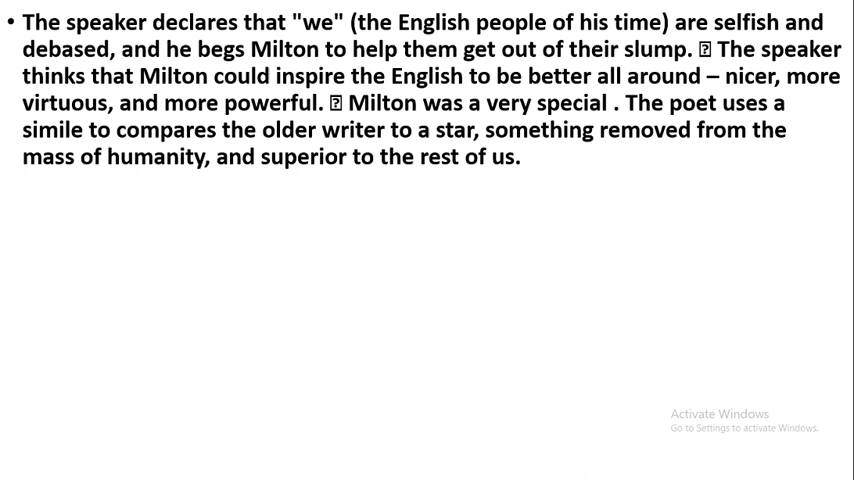 • The speaker declares that "we" (the English people of his time) are selfish and
debased, and he begs Milton to help them get out of their slump. 🯄 The speaker
thinks that Milton could inspire the English to be better all around – nicer, more
virtuous, and more powerful. 🯄 Milton was a very special . The poet uses a
simile to compares the older writer to a star, something removed from the
mass of humanity, and superior to the rest of us.
Activate Windows
Go to Settings to activate Windows.